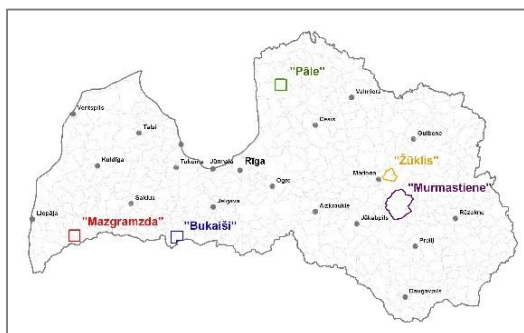 "Pāle"
Valmiera
Ventspils
Cēsis
Talsi
Gulbene
Rīga
"Žūklis"
Kuldīga
Tukums
Jūrmala
Madona
Ogre
"Murmastiene"
Saldus
Jelgava
Aizkraukle
Liepāja
"Mazgramzda"
"Bukaiši"
Jēkabpils
Rēzekne
Preiļi
Daugavpils